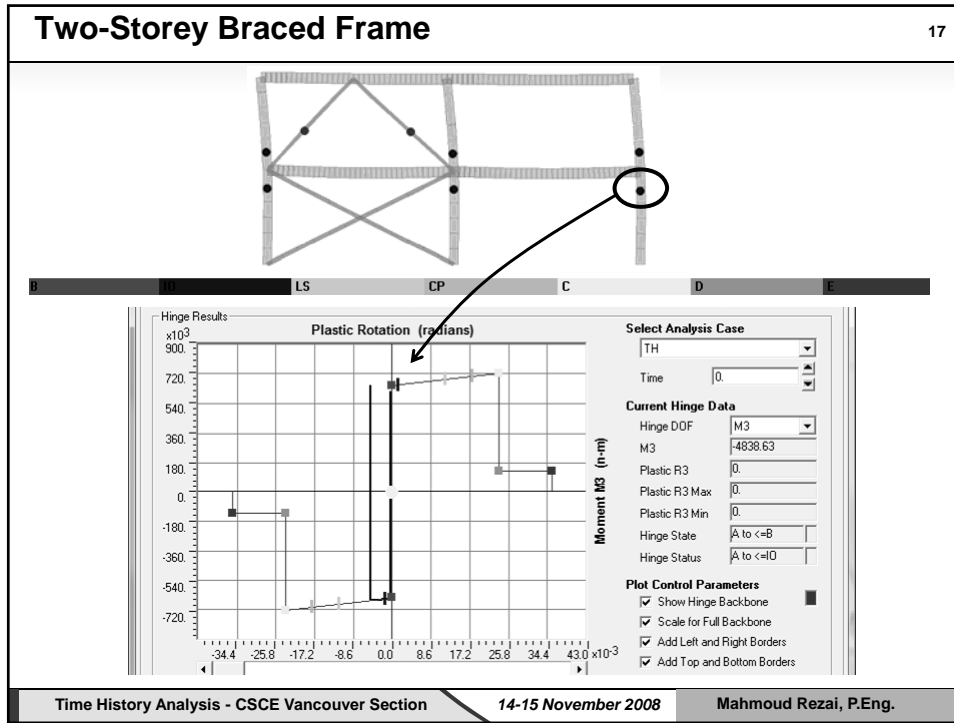 Two-Storey Braced Frame
17
B IO LS CP C D E
Hinge Results
x10 3
Plastic Rotation (radians)
900.
720.
540.
360.
180.
0.
-180.
-360.
-540.
-720.
-34.4 -25.8 -17.2 -8.6 0.0 8.6 17.2 25.8 34.4 43.0 x10 -3
Moment M3 (n-m)
Select Analysis Case
TH
Time 0.
Current Hinge Data
Hinge DOF M3
M3 -4838.63
Plastic R3 0.
Plastic R3 Max 0.
Plastic R3 Min 0.
Hinge State A to <=B
Hinge Status A to <=IO
Plot Control Parameters
Show Hinge Backbone
Scale for Full Backbone
Add Left and Right Borders
Add Top and Bottom Borders
Time History Analysis - CSCE Vancouver Section
14-15 November 2008
Mahmoud Rezai, P.Eng.